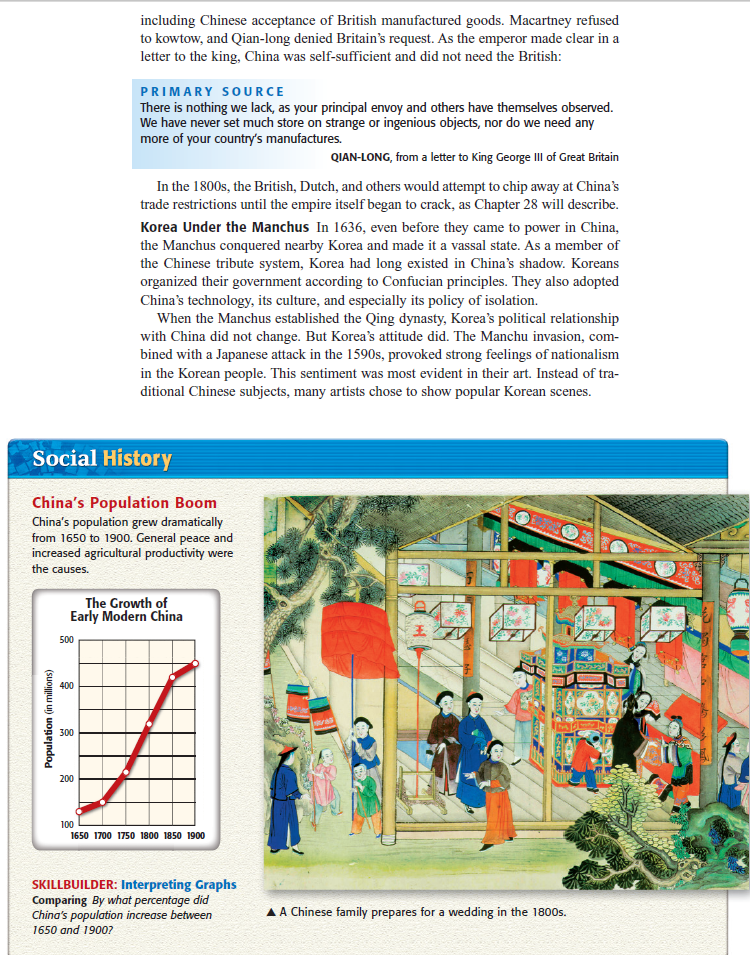 including Chinese acceptance of British manufactured goods. Macartney refused
to kowtow, and Qian-long denied Britain's request. As the emperor made clear in a
letter to the king, China was self-sufficient and did not need the British:
PRIMARY SOURCE
There is nothing we lack, as your principal envoy and others have themselves observed.
We have never set much store on strange or ingenious objects, nor do we need any
more of your country's manufactures.
QIAN-LONG, from a letter to King George III of Great Britain
In the 1800s, the British, Dutch, and others would attempt to chip away at China's
trade restrictions until the empire itself began to crack, as Chapter 28 will describe.
Korea Under the Manchus In 1636, even before they came to power in China,
the Manchus conquered nearby Korea and made it a vassal state. As a member of
the Chinese tribute system, Korea had long existed in China's shadow. Koreans
organized their government according to Confucian principles. They also adopted
China's technology, its culture, and especially its policy of isolation.
When the Manchus established the Qing dynasty, Korea's political relationship
with China did not change. But Korea's attitude did. The Manchu invasion, com-
bined with a Japanese attack in the 1590s, provoked strong feelings of nationalism
in the Korean people. This sentiment was most evident in their art. Instead of tra-
ditional Chinese subjects, many artists chose to show popular Korean scenes.
Social History
China's Population Boom
China's population grew dramatically
from 1650 to 1900. General peace and
increased agricultural productivity were
the causes.
The Growth of
Early Modern China
Population (in millions)
500
400
300
200
100
1650 1700 1750 1800 1850 1900
SKILLBUILDER: Interpreting Graphs
Comparing By what percentage did
China's population increase between
1650 and 1900?
王
▲ A Chinese family prepares for a wedding in the 1800s.